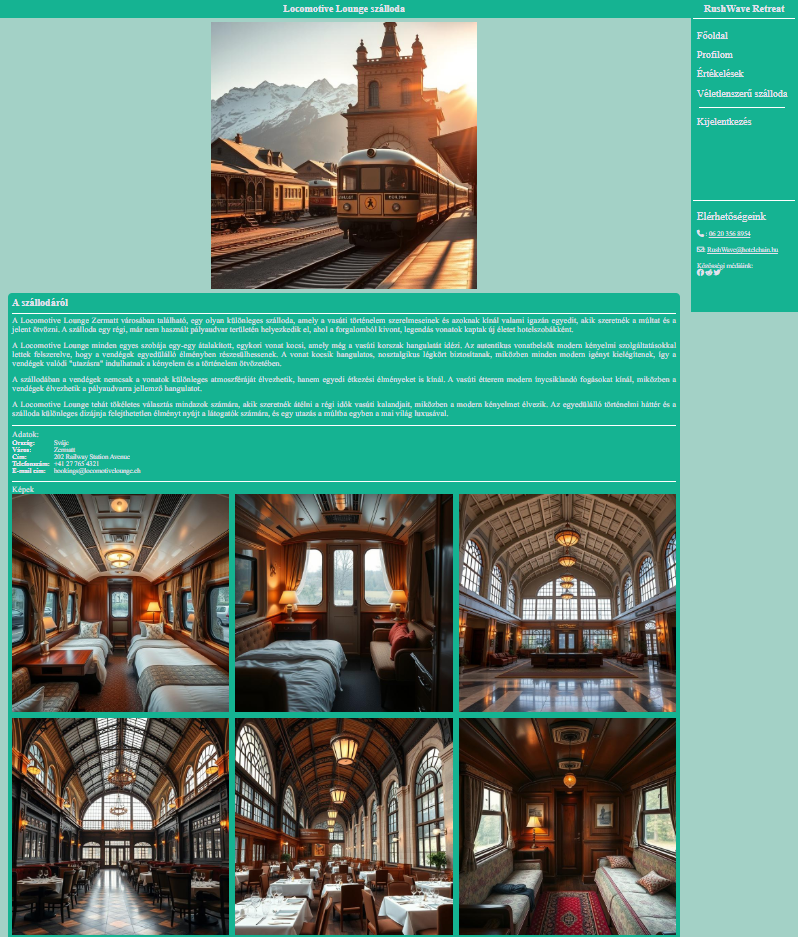 Locomotive Lounge szálloda
RushWave Retreat
Főoldal
Profilom
Értékelések
Véletlenszerű szálloda
Kijelentkezés
Elérhetőségeink
: 06 20 356 8954
: RushWave@hotelchain.hu
Közösségi médiáink:
A szállodáról
A Locomotive Lounge Zermatt városában található, egy olyan különleges szálloda, amely a vasúti történelem szerelmeseinek és azoknak kínál valami igazán egyedit, akik szeretnék a múltat és a
jelent ötvözni. A szálloda egy régi, már nem használt pályaudvar területén helyezkedik el, ahol a forgalomból kivont, legendás vonatok kaptak új életet hotelszobákként.
A Locomotive Lounge minden egyes szobája egy-egy átalakított, egykori vonat kocsi, amely még a vasúti korszak hangulatát idézi. Az autentikus vonatbelsők modern kényelmi szolgáltatásokkal
lettek felszerelve, hogy a vendégek egyedülálló élményben részesülhessenek. A vonat kocsik hangulatos, nosztalgikus légkört biztosítanak, miközben minden modern igényt kielégítenek, így a
vendégek valódi "utazásra" indulhatnak a kényelem és a történelem ötvözetében.
A szállodában a vendégek nemcsak a vonatok különleges atmoszféráját élvezhetik, hanem egyedi étkezési élményeket is kínál. A vasúti étterem modern ínycsiklandó fogásokat kínál, miközben a
vendégek élvezhetik a pályaudvarra jellemző hangulatot.
A Locomotive Lounge tehát tökéletes választás mindazok számára, akik szeretnék átélni a régi idők vasúti kalandjait, miközben a modern kényelmet élvezik. Az egyedülálló történelmi háttér és a
szálloda különleges dizájnja felejthetetlen élményt nyújt a látogatók számára, és egy utazás a múltba egyben a mai világ luxusával.
Adatok:
Ország: Svájc
Város: Zermatt
Cím: 202 Railway Station Avenue
Telefonszám: +41 27 765 4321
E-mail cím: bookings@locomotivelounge.ch
Képek